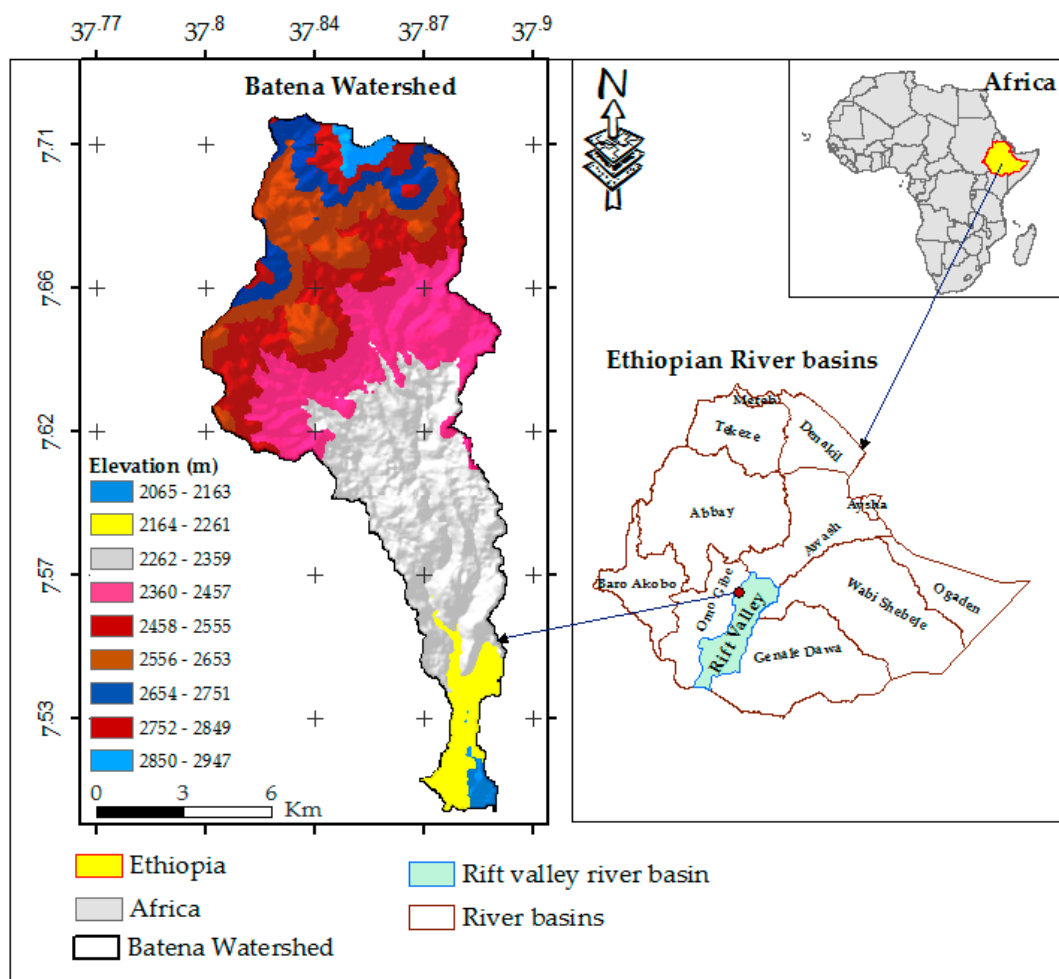 37.77 37.8 37.84 37.87 37.9
Batena Watershed
N
Africa
7.71
7.66
7.62
7.57
7.53
Elevation (m)
2065 - 2163
2164 - 2261
2262 - 2359
2360 - 2457
2458 - 2555
2556 - 2653
2654 - 2751
2752 - 2849
2850 - 2947
0 3 6
Km
Ethiopian River basins
Mereb
Tekeze
Denakil
Abbay
Aysha
Awash
Baro Akobo
Omo Gibe
Wabi Shebele
Ogaden
Rift Valley
Genale Dawa
Ethiopia
Africa
Batena Watershed
Rift valley river basin
River basins